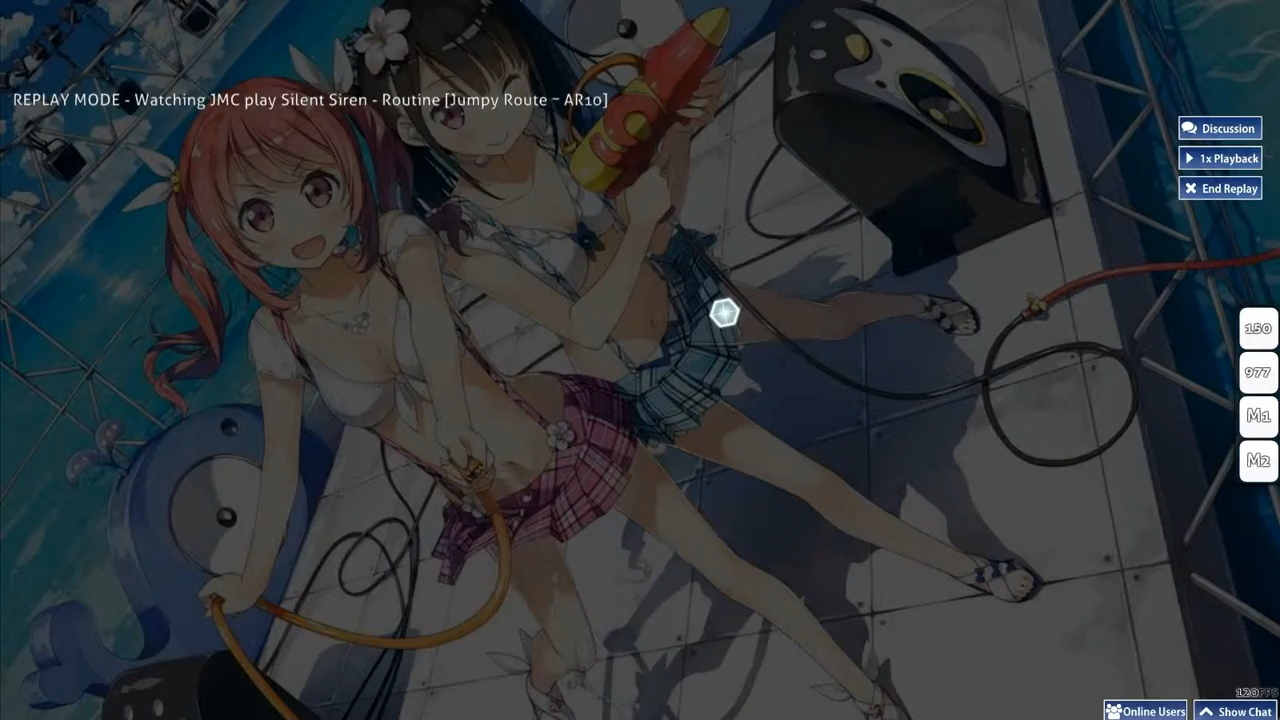 REPLAY MODE - Watching JMC play Silent Siren - Routine [Jumpy Route ~ AR10]
Discussion
1x Playback
End Replay
150
977
M1
M2
120FPS
Online Users
Show Chat